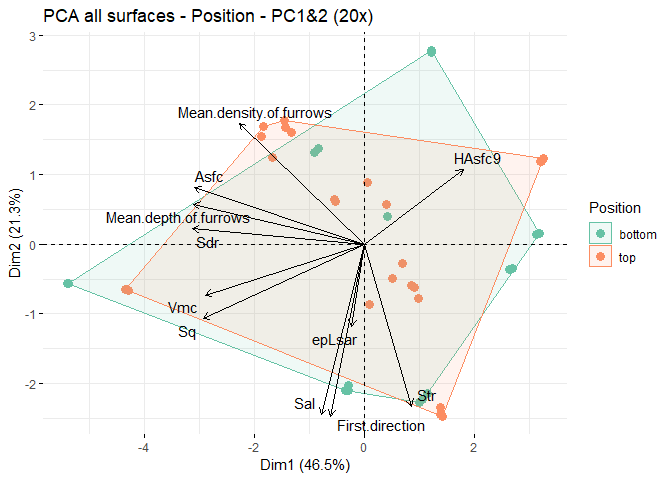 PCA all surfaces - Position - PC1&2 (20x)
3
2
1
0
-1
-2
Dim2 (21.3%)
Mean.density.of.furrows
HAsfc9
Asfc
Mean.depth.of.furrows
Sdr
Vmc
Sq
epLsar
Sal
Str
First.direction
-4
-2
0
2
Dim1 (46.5%)
Position
bottom
top